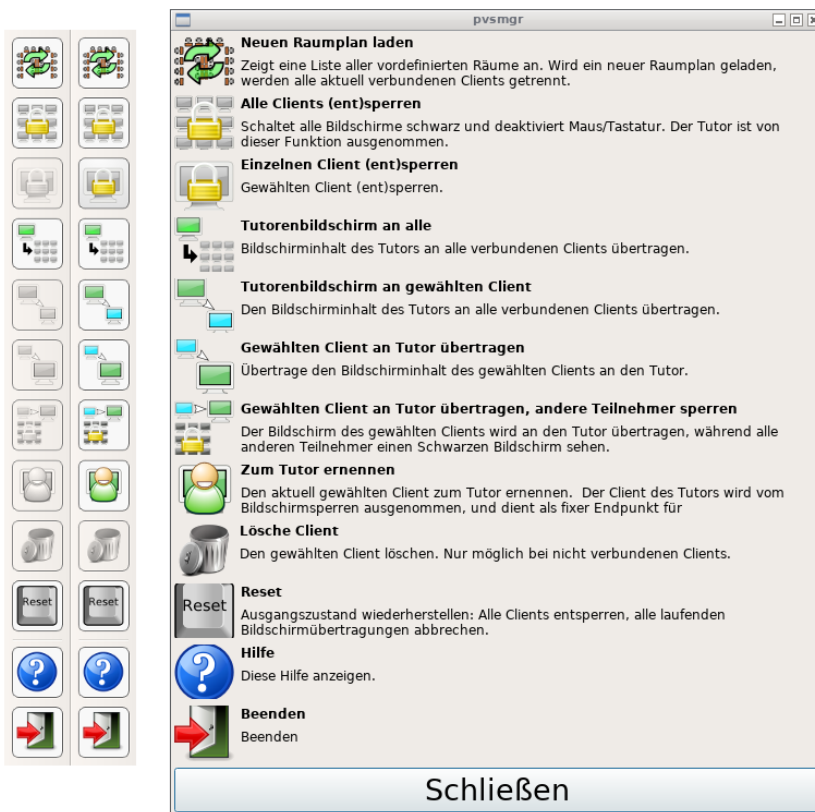 pvsmgr
Neuen Raumplan laden
Zeigt eine Liste aller vordefinierten Räume an. Wird ein neuer Raumplan geladen,
werden alle aktuell verbundenen Clients getrennt.
Alle Clients (ent)sperren
Schaltet alle Bildschirme schwarz und deaktiviert Maus/Tastatur. Der Tutor ist von
dieser Funktion ausgenommen.
Einzelnen Client (ent)sperren
Gewählten Client (ent)sperren.
Tutorenbildschirm an alle
Bildschirminhalt des Tutors an alle verbundenen Clients übertragen.
Tutorenbildschirm an gewählten Client
Den Bildschirminhalt des Tutors an alle verbundenen Clients übertragen.
Gewählten Client an Tutor übertragen
Übertrage den Bildschirminhalt des gewählten Clients an den Tutor.
Gewählten Client an Tutor übertragen, andere Teilnehmer sperren
Der Bildschirm des gewählten Clients wird an den Tutor übertragen, während alle
anderen Teilnehmer einen Schwarzen Bildschirm sehen.
Zum Tutor ernennen
Den aktuell gewählten Client zum Tutor ernennen.  Der Client des Tutors wird vom
Bildschirmsperren ausgenommen, und dient als fixer Endpunkt für
Lösche Client
Den gewählten Client löschen. Nur möglich bei nicht verbundenen Clients.
Reset Reset Reset
Reset
Ausgangszustand wiederherstellen: Alle Clients entsperren, alle laufenden
Bildschirmübertragungen abbrechen.
Hilfe
Diese Hilfe anzeigen.
Beenden
Beenden
Schließen